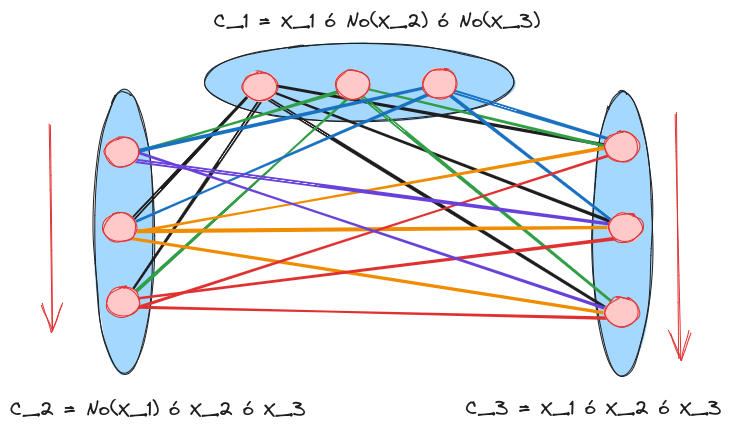 C_1 = x_1 ó No(x_2) ó No(x_3)
C_2 = No(x_1) ó x_2 ó x_3
C_3 = x_1 ó x_2 ó x_3